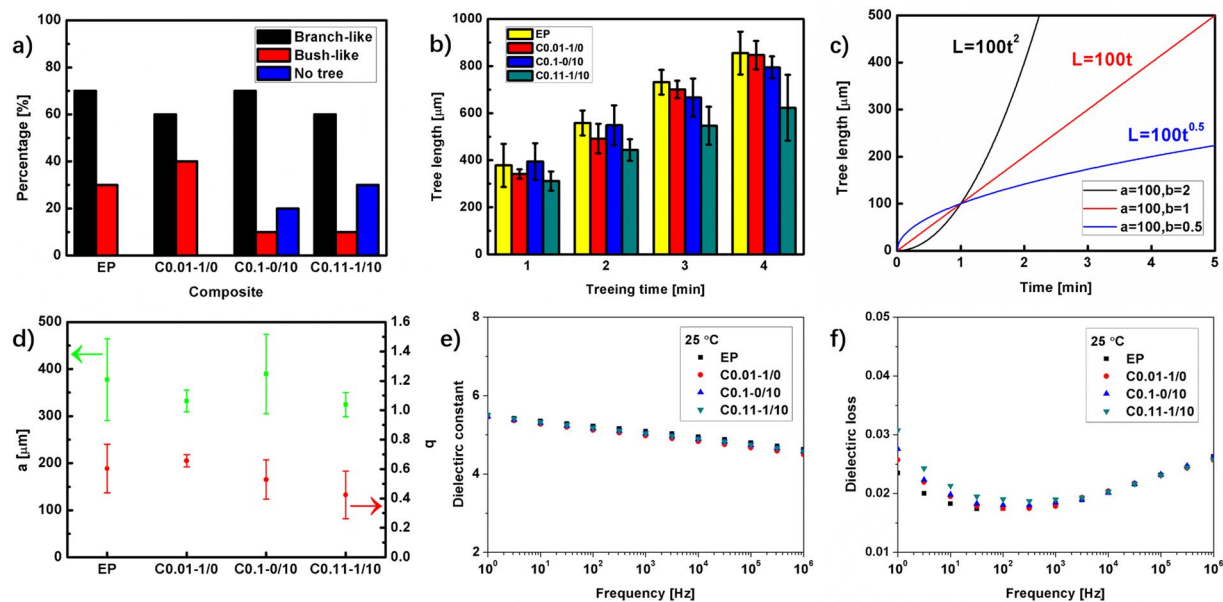 a)
100
80
60
40
20
0
Percentage [%]
Branch-like
Bush-like
No tree
EP C0.01-1/0 C0.1-0/10 C0.11-1/10
Composite
b)
1000
800
600
400
200
0
Tree length [μm]
EP
C0.01-1/0
C0.1-0/10
C0.11-1/10
1 2 3 4
Treeing time [min]
c)
500
400
300
200
100
0
Tree length [μm]
L=100t²
L=100t
L=100t^0.5
a=100,b=2
a=100,b=1
a=100,b=0.5
0 1 2 3 4 5
Time [min]
d)
500
400
300
200
100
0
a [μm]
1.6
1.4
1.2
1.0
0.8
0.6
0.4
0.2
0.0
q
EP C0.01-1/0 C0.1-0/10 C0.11-1/10
e)
8
6
4
2
Dielectirc constant
25 °C
EP
C0.01-1/0
C0.1-0/10
C0.11-1/10
10⁰ 10¹ 10² 10³ 10⁴ 10⁵ 10⁶
Frequency [Hz]
f)
0.05
0.04
0.03
0.02
0.01
Dielectirc loss
25 °C
EP
C0.01-1/0
C0.1-0/10
C0.11-1/10
10⁰ 10¹ 10² 10³ 10⁴ 10⁵ 10⁶
Frequency [Hz]